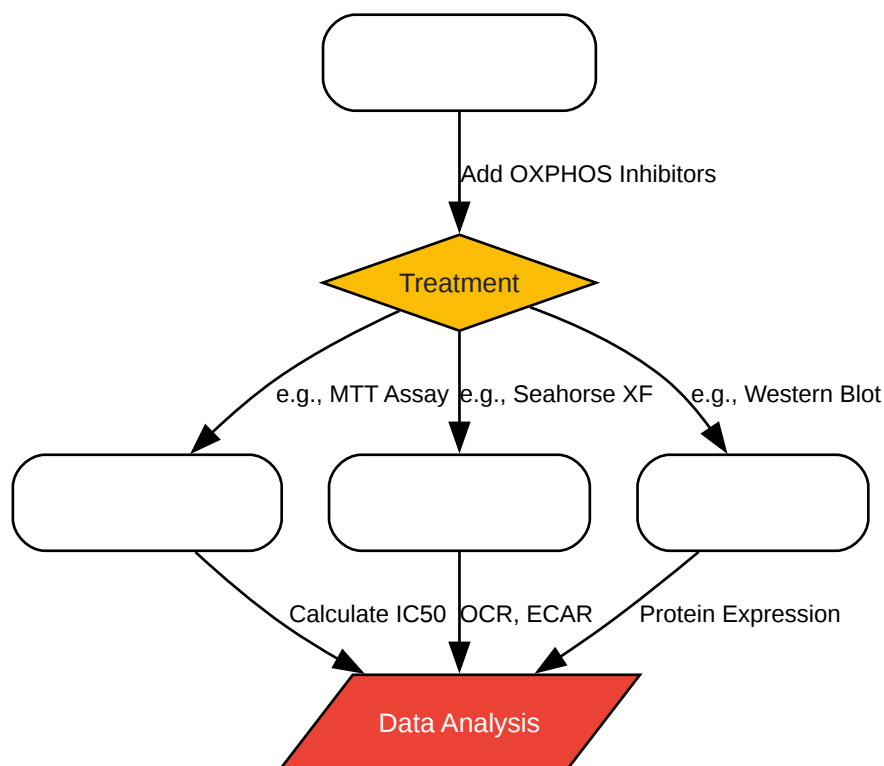 Add OXPHOS Inhibitors
Treatment
e.g., MTT Assay
e.g., Seahorse XF
e.g., Western Blot
Calculate IC50
OCR, ECAR
Protein Expression
Data Analysis